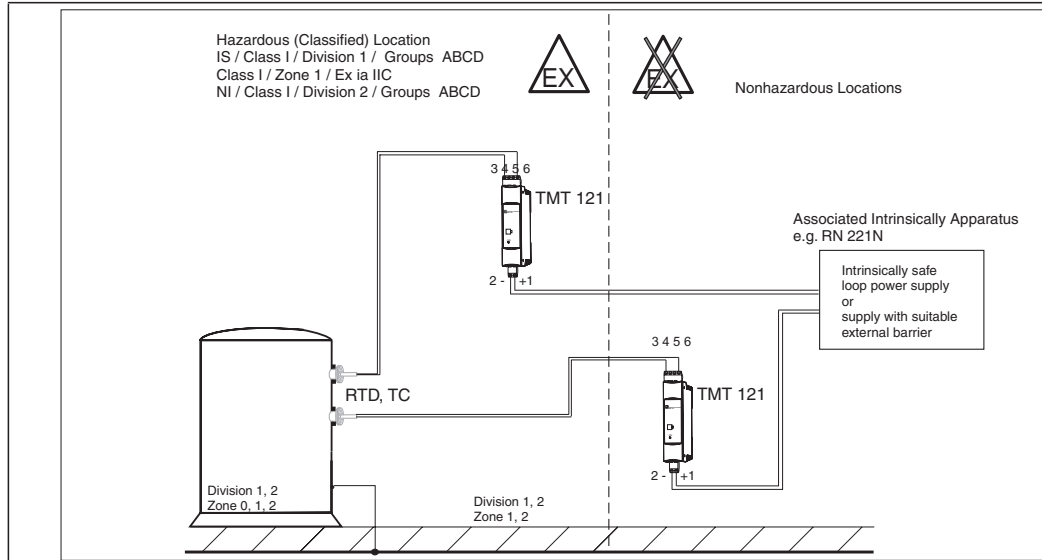 Hazardous (Classified) Location
IS / Class I / Division 1 / Groups ABCD
Class I / Zone 1 / Ex ia IIC
NI / Class I / Division 2 / Groups ABCD
EX
EX
Nonhazardous Locations
3 4 5 6
TMT 121
2 - +1
Associated Intrinsically Apparatus
e.g. RN 221N
Intrinsically safe
loop power supply
or
supply with suitable
external barrier
3 4 5 6
TMT 121
2 - +1
RTD, TC
Division 1, 2
Zone 0, 1, 2
Division 1, 2
Zone 1, 2